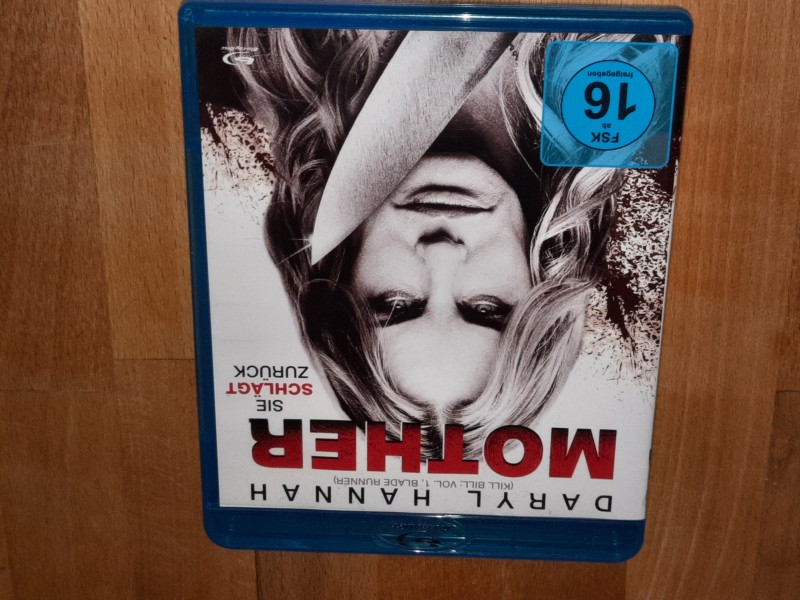 DARYL HANNAH
(KILL BILL: VOL. 1, BLADE RUNNER)
MOTHER
SIE
SCHLÄGT
ZURÜCK
FSK
ab
16
freigegeben